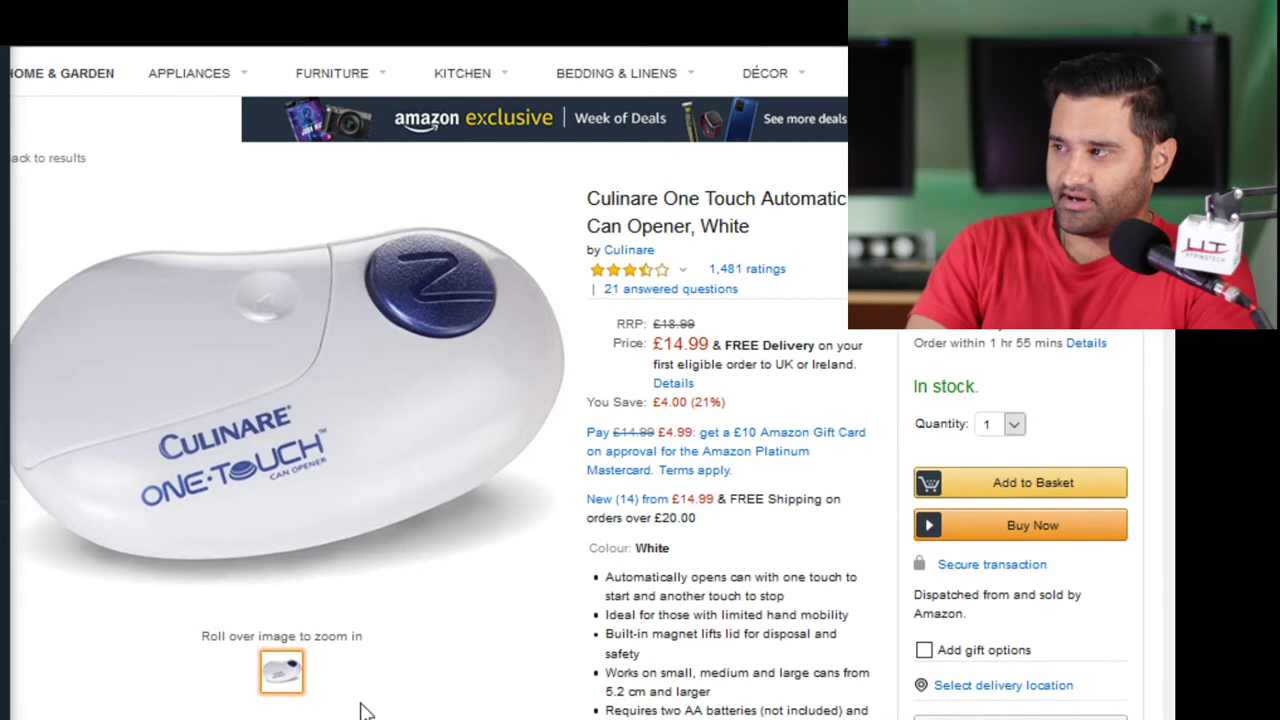 HOME & GARDEN
APPLIANCES
FURNITURE
KITCHEN
BEDDING & LINENS
DÉCOR
amazon exclusive | Week of Deals
See more deals
ack to results
CULINARE®
ONE·TOUCH™
CAN OPENER
Roll over image to zoom in
Culinare One Touch Automatic
Can Opener, White
by Culinare
1,481 ratings
| 21 answered questions
RRP: £18.99
Price: £14.99 & FREE Delivery on your
first eligible order to UK or Ireland.
Details
You Save: £4.00 (21%)
Pay £14.99 £4.99: get a £10 Amazon Gift Card
on approval for the Amazon Platinum
Mastercard. Terms apply.
New (14) from £14.99 & FREE Shipping on
orders over £20.00
Colour: White
Automatically opens can with one touch to
start and another touch to stop
Ideal for those with limited hand mobility
Built-in magnet lifts lid for disposal and
safety
Works on small, medium and large cans from
5.2 cm and larger
Requires two AA batteries (not included) and
Order within 1 hr 55 mins Details
In stock.
Quantity: 1
Add to Basket
Buy Now
Secure transaction
Dispatched from and sold by
Amazon.
Add gift options
Select delivery location